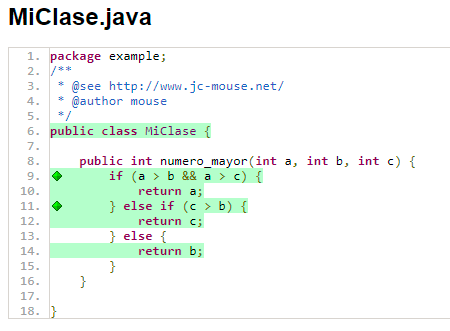 MiClase.java
1. package example;
2. /**
3.  * @see http://www.jc-mouse.net/
4.  * @author mouse
5.  */
6. public class MiClase {
7.
8.     public int numero_mayor(int a, int b, int c) {
9.         if (a > b && a > c) {
10.             return a;
11.         } else if (c > b) {
12.             return c;
13.         } else {
14.             return b;
15.         }
16.     }
17.
18. }